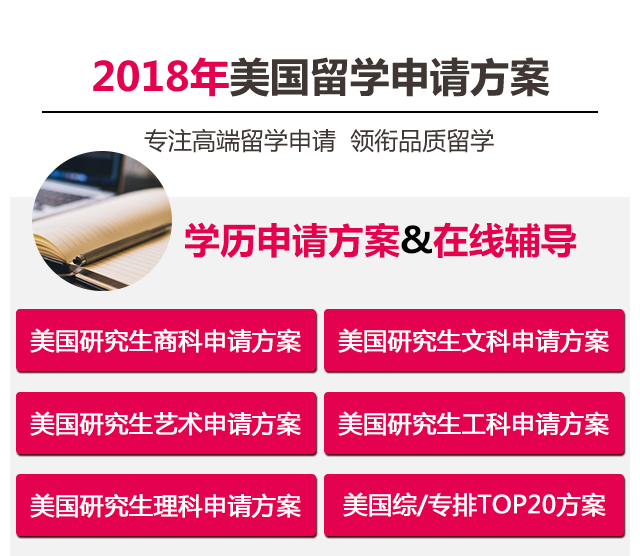 2018年美国留学申请方案
专注高端留学申请 领衔品质留学
学历申请方案&在线辅导
美国研究生商科申请方案
美国研究生文科申请方案
美国研究生艺术申请方案
美国研究生工科申请方案
美国研究生理科申请方案
美国综/专排TOP20方案